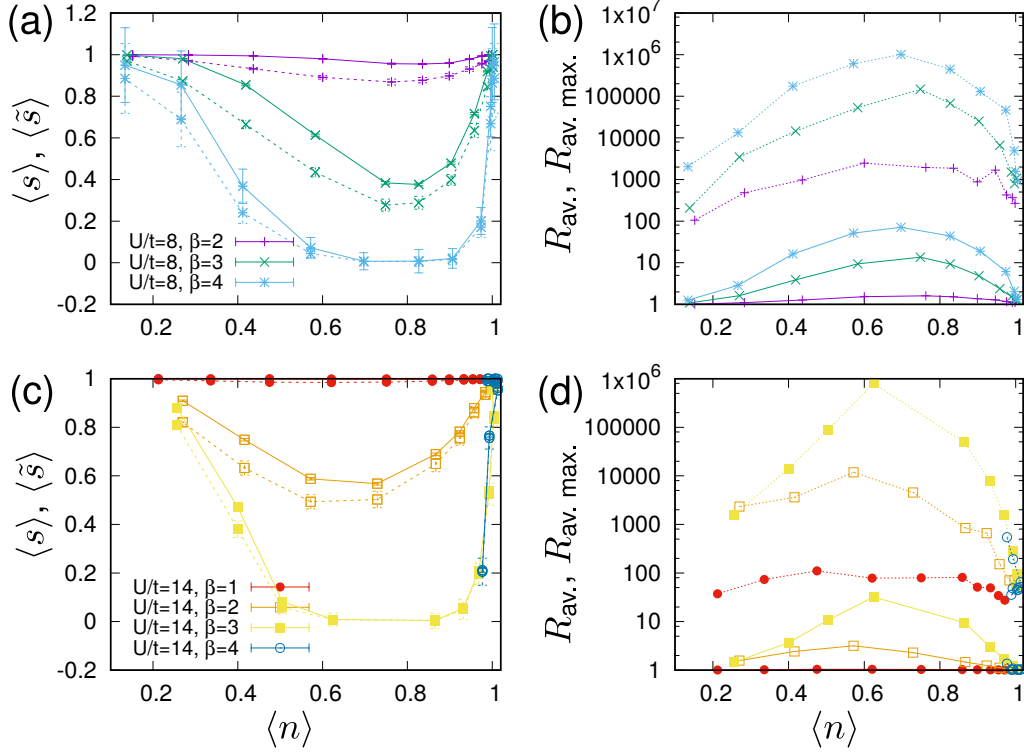 (a)
⟨s⟩, ⟨s̃⟩
1.2
1
0.8
0.6
0.4
0.2
0
-0.2
U/t=8, β=2
U/t=8, β=3
U/t=8, β=4
0.2 0.4 0.6 0.8 1
(b)
R_av., R_av. max.
1x10^7
1x10^6
100000
10000
1000
100
10
1
0.2 0.4 0.6 0.8 1
(c)
⟨s⟩, ⟨s̃⟩
1
0.8
0.6
0.4
0.2
0
-0.2
U/t=14, β=1
U/t=14, β=2
U/t=14, β=3
U/t=14, β=4
0.2 0.4 0.6 0.8 1
⟨n⟩
(d)
R_av., R_av. max.
1x10^6
100000
10000
1000
100
10
1
0.2 0.4 0.6 0.8 1
⟨n⟩